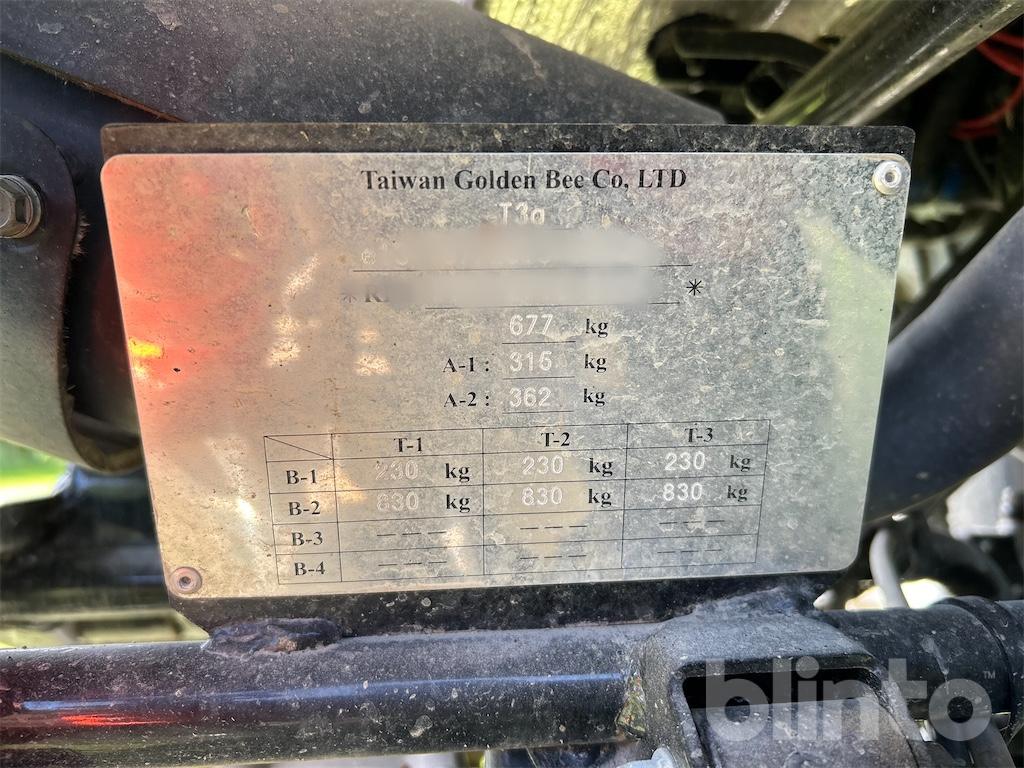 Taiwan Golden Bee Co, LTD
T3a
*
677 kg
A-1 : 315 kg
A-2 : 362 kg
T-1 T-2 T-3
B-1 230 kg 230 kg 230 kg
B-2 830 kg 830 kg 830 kg
B-3 --- --- ---
B-4 --- --- ---
blinto™